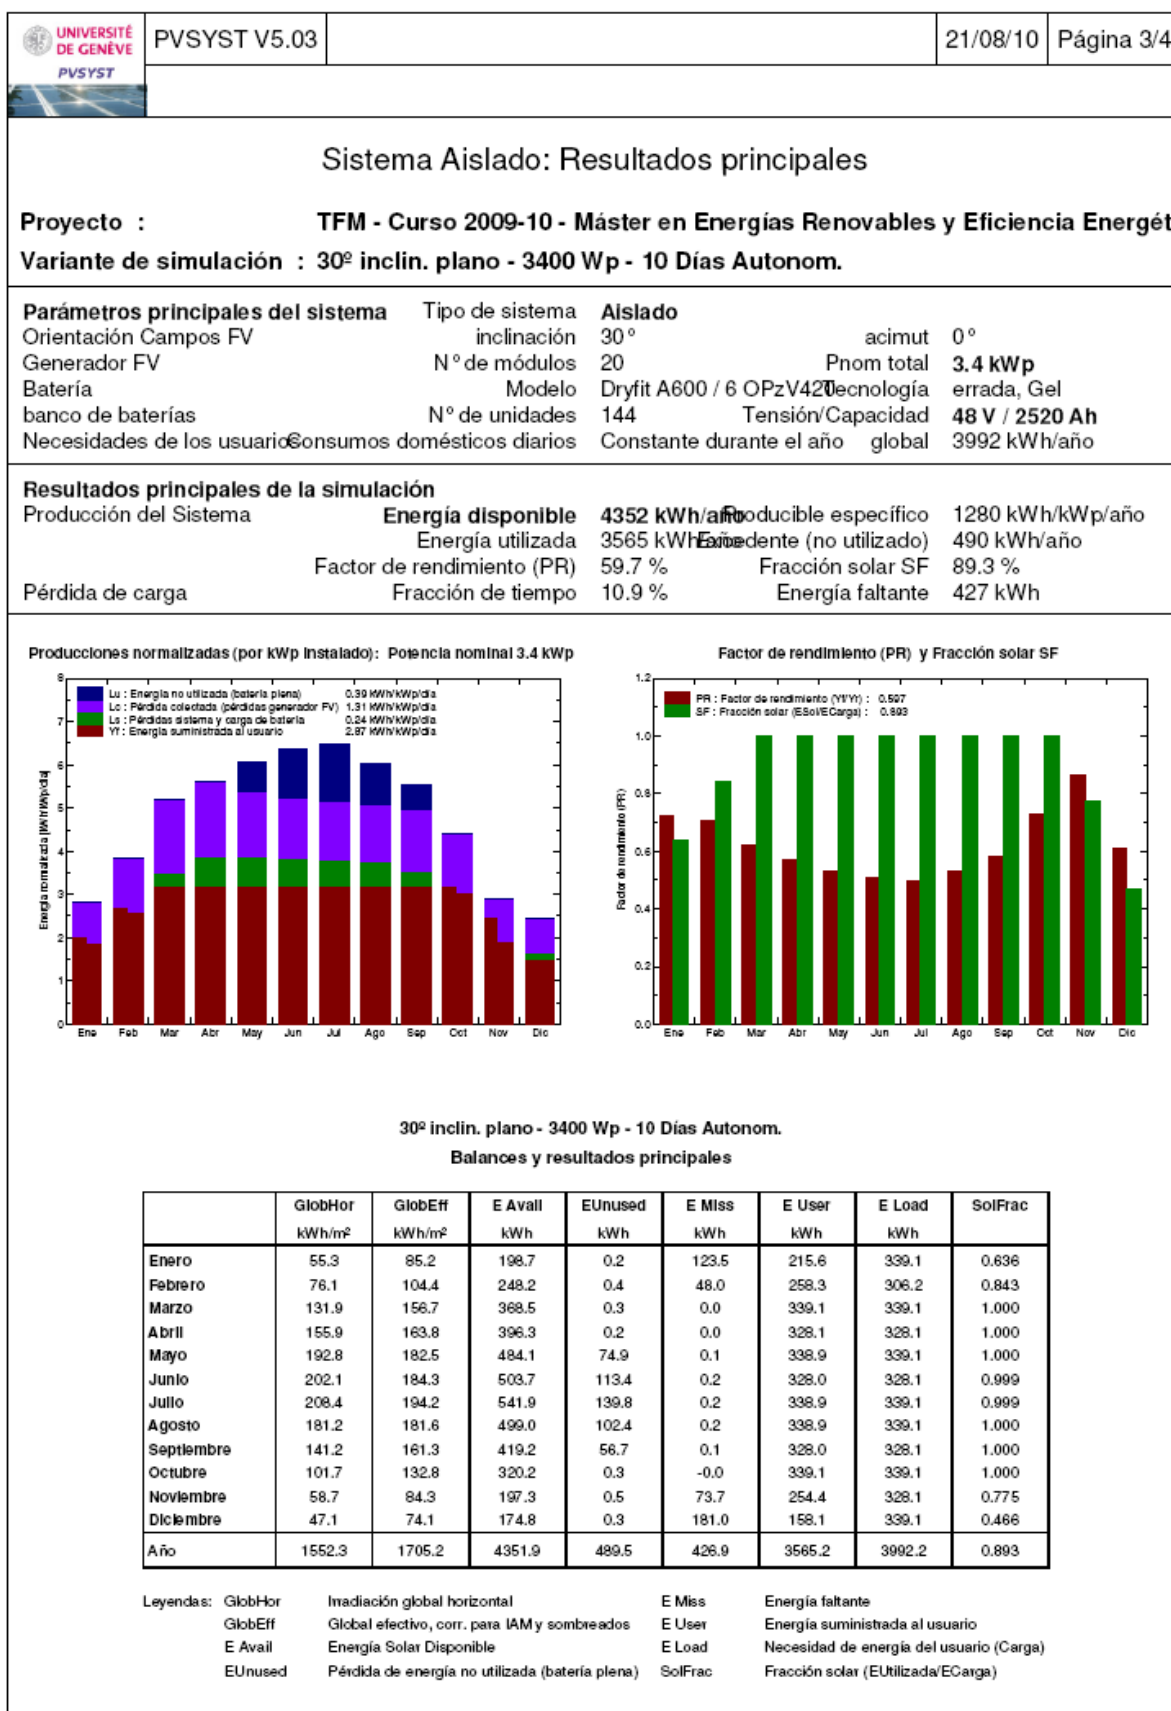 UNIVERSITÉ
DE GENÈVE
PVSYST
PVSYST V5.03
21/08/10
Página 3/4
Sistema Aislado: Resultados principales
Proyecto : TFM - Curso 2009-10 - Máster en Energías Renovables y Eficiencia Energét
Variante de simulación : 30º inclin. plano - 3400 Wp - 10 Días Autonom.
Parámetros principales del sistema Tipo de sistema Aislado
Orientación Campos FV inclinación 30° acimut 0°
Generador FV N° de módulos 20 Pnom total 3.4 kWp
Batería Modelo Dryfit A600 / 6 OPzV420 Tecnología errada, Gel
banco de baterías N° de unidades 144 Tensión/Capacidad 48 V / 2520 Ah
Necesidades de los usuarios Consumos domésticos diarios Constante durante el año global 3992 kWh/año
Resultados principales de la simulación
Producción del Sistema Energía disponible 4352 kWh/año Producible específico 1280 kWh/kWp/año
Energía utilizada 3565 kWh/año Excedente (no utilizado) 490 kWh/año
Factor de rendimiento (PR) 59.7 % Fracción solar SF 89.3 %
Pérdida de carga Fracción de tiempo 10.9 % Energía faltante 427 kWh
Producciones normalizadas (por kWp instalado): Potencia nominal 3.4 kWp
Lu : Energía no utilizada (batería plena) 0.39 kWh/kWp/día
Lc : Pérdida colectada (pérdidas generador FV) 1.31 kWh/kWp/día
Ls : Pérdidas sistema y carga de batería 0.24 kWh/kWp/día
Yf : Energía suministrada al usuario 2.87 kWh/kWp/día
Energía normalizada [kWh/kWp/día]
8
7
6
5
4
3
2
1
0
Ene Feb Mar Abr May Jun Jul Ago Sep Oct Nov Dic
Factor de rendimiento (PR) y Fracción solar SF
PR : Factor de rendimiento (Yf/Yr) : 0.597
SF : Fracción solar (ESol/ECarga) : 0.893
Factor de rendimiento (PR)
1.2
1.0
0.8
0.6
0.4
0.2
0.0
Ene Feb Mar Abr May Jun Jul Ago Sep Oct Nov Dic
30º inclin. plano - 3400 Wp - 10 Días Autonom.
Balances y resultados principales
GlobHor GlobEff E Avail EUnused E Miss E User E Load SolFrac
kWh/m² kWh/m² kWh kWh kWh kWh kWh
Enero 55.3 85.2 198.7 0.2 123.5 215.6 339.1 0.636
Febrero 76.1 104.4 248.2 0.4 48.0 258.3 306.2 0.843
Marzo 131.9 156.7 368.5 0.3 0.0 339.1 339.1 1.000
Abril 155.9 163.8 396.3 0.2 0.0 328.1 328.1 1.000
Mayo 192.8 182.5 484.1 74.9 0.1 338.9 339.1 1.000
Junio 202.1 184.3 503.7 113.4 0.2 328.0 328.1 0.999
Julio 208.4 194.2 541.9 139.8 0.2 338.9 339.1 0.999
Agosto 181.2 181.6 499.0 102.4 0.2 338.9 339.1 1.000
Septiembre 141.2 161.3 419.2 56.7 0.1 328.0 328.1 1.000
Octubre 101.7 132.8 320.2 0.3 -0.0 339.1 339.1 1.000
Noviembre 58.7 84.3 197.3 0.5 73.7 254.4 328.1 0.775
Diciembre 47.1 74.1 174.8 0.3 181.0 158.1 339.1 0.466
Año 1552.3 1705.2 4351.9 489.5 426.9 3565.2 3992.2 0.893
Leyendas: GlobHor Irradiación global horizontal E Miss Energía faltante
GlobEff Global efectivo, corr. para IAM y sombreados E User Energía suministrada al usuario
E Avail Energía Solar Disponible E Load Necesidad de energía del usuario (Carga)
EUnused Pérdida de energía no utilizada (batería plena) SolFrac Fracción solar (EUtilizada/ECarga)